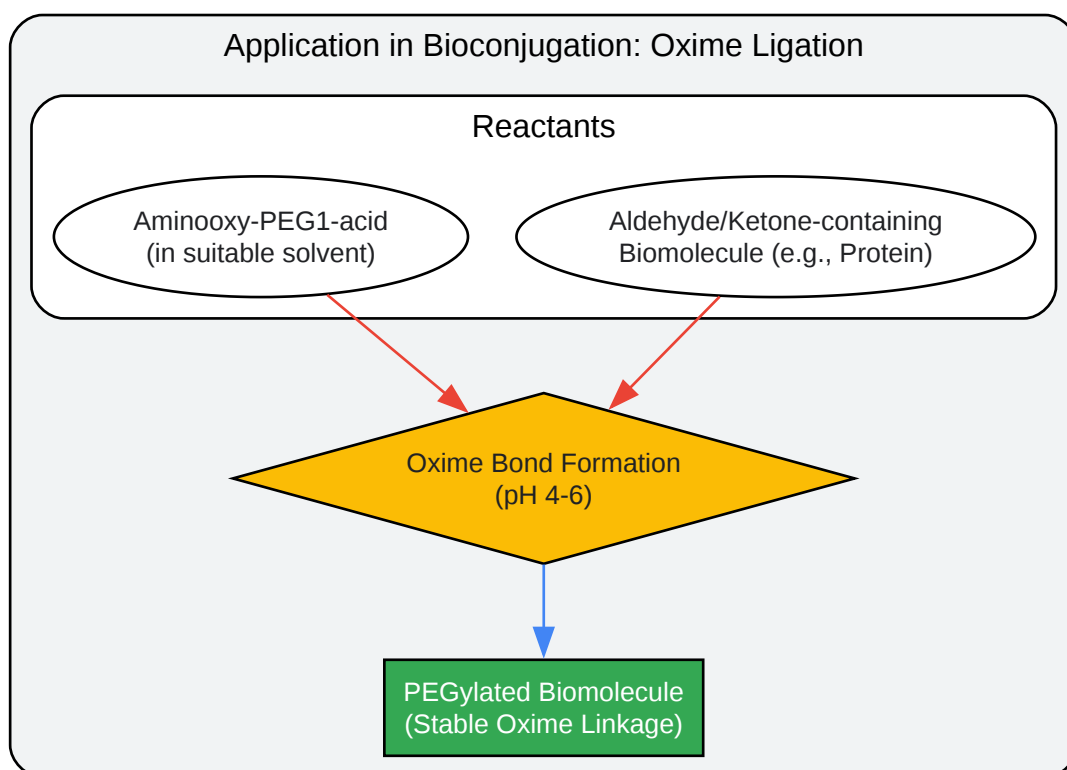 Application in Bioconjugation: Oxime Ligation
Reactants
Aminooxy-PEG1-acid
(in suitable solvent)
Aldehyde/Ketone-containing
Biomolecule (e.g., Protein)
Oxime Bond Formation
(pH 4-6)
PEGylated Biomolecule
(Stable Oxime Linkage)